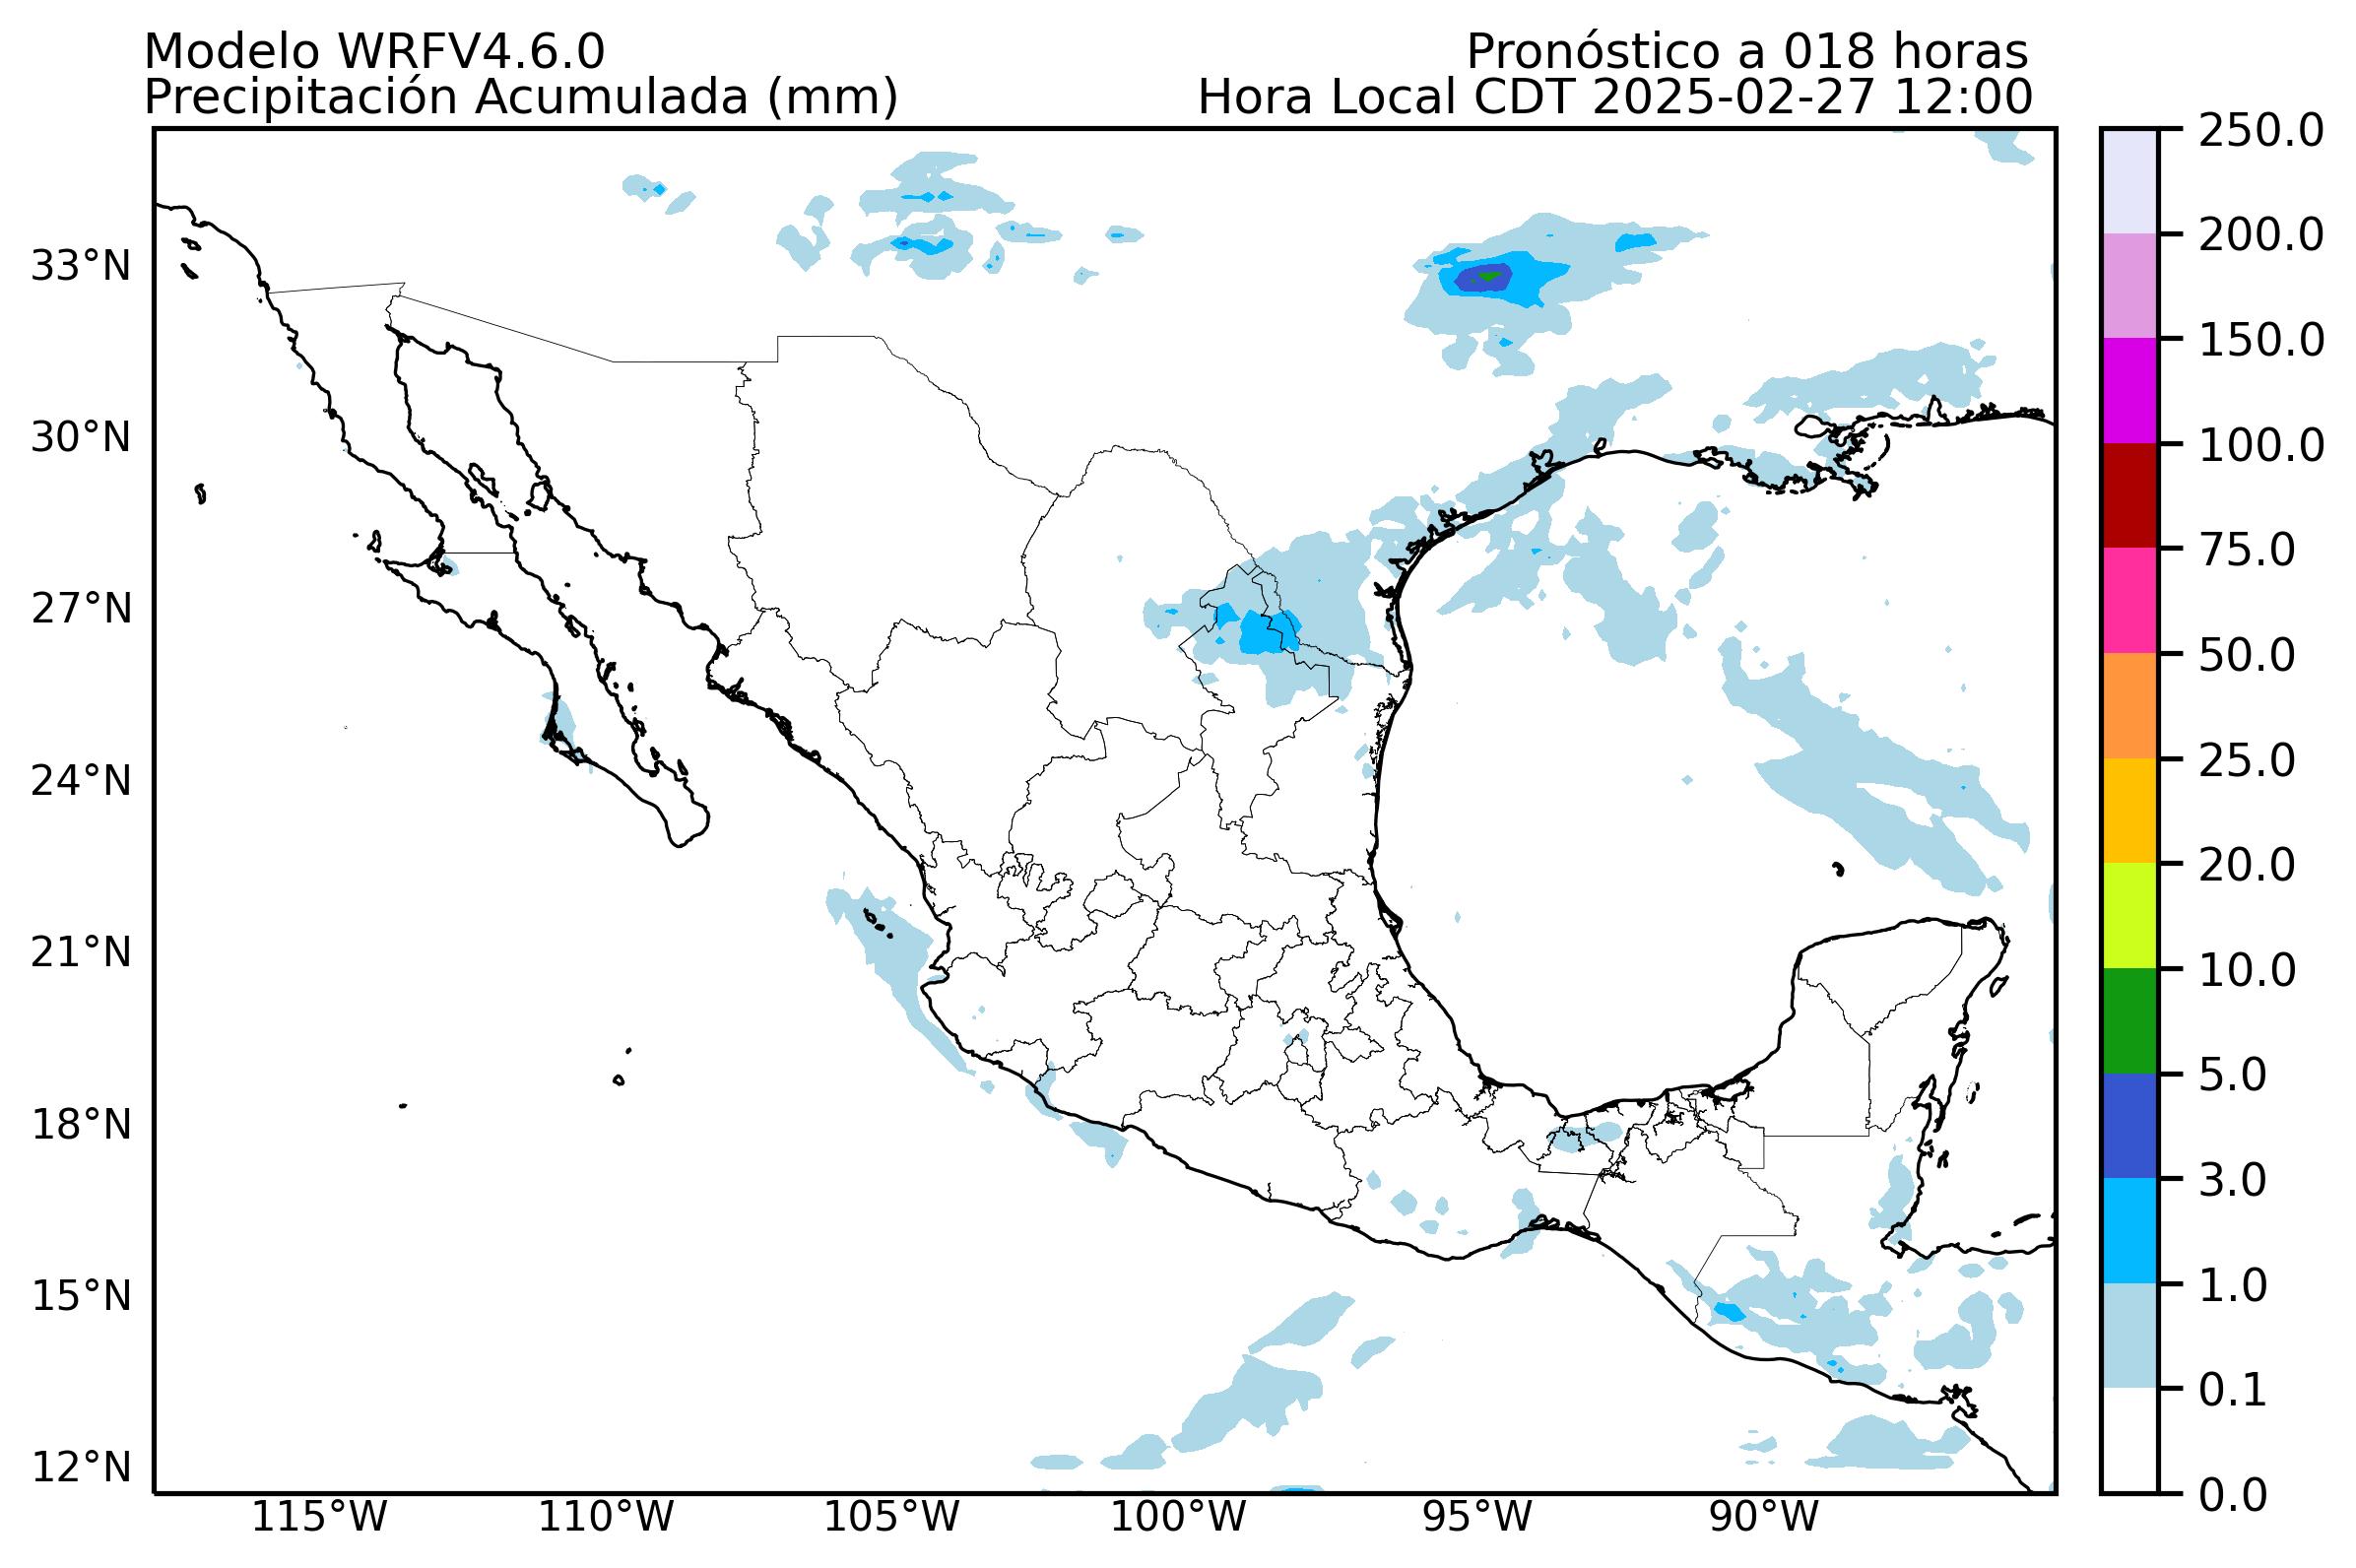 Modelo WRFV4.6.0
Pronóstico a 018 horas
Precipitación Acumulada (mm)
Hora Local CDT 2025-02-27 12:00
33°N
30°N
27°N
24°N
21°N
18°N
15°N
12°N
115°W
110°W
105°W
100°W
95°W
90°W
250.0
200.0
150.0
100.0
75.0
50.0
25.0
20.0
10.0
5.0
3.0
1.0
0.1
0.0